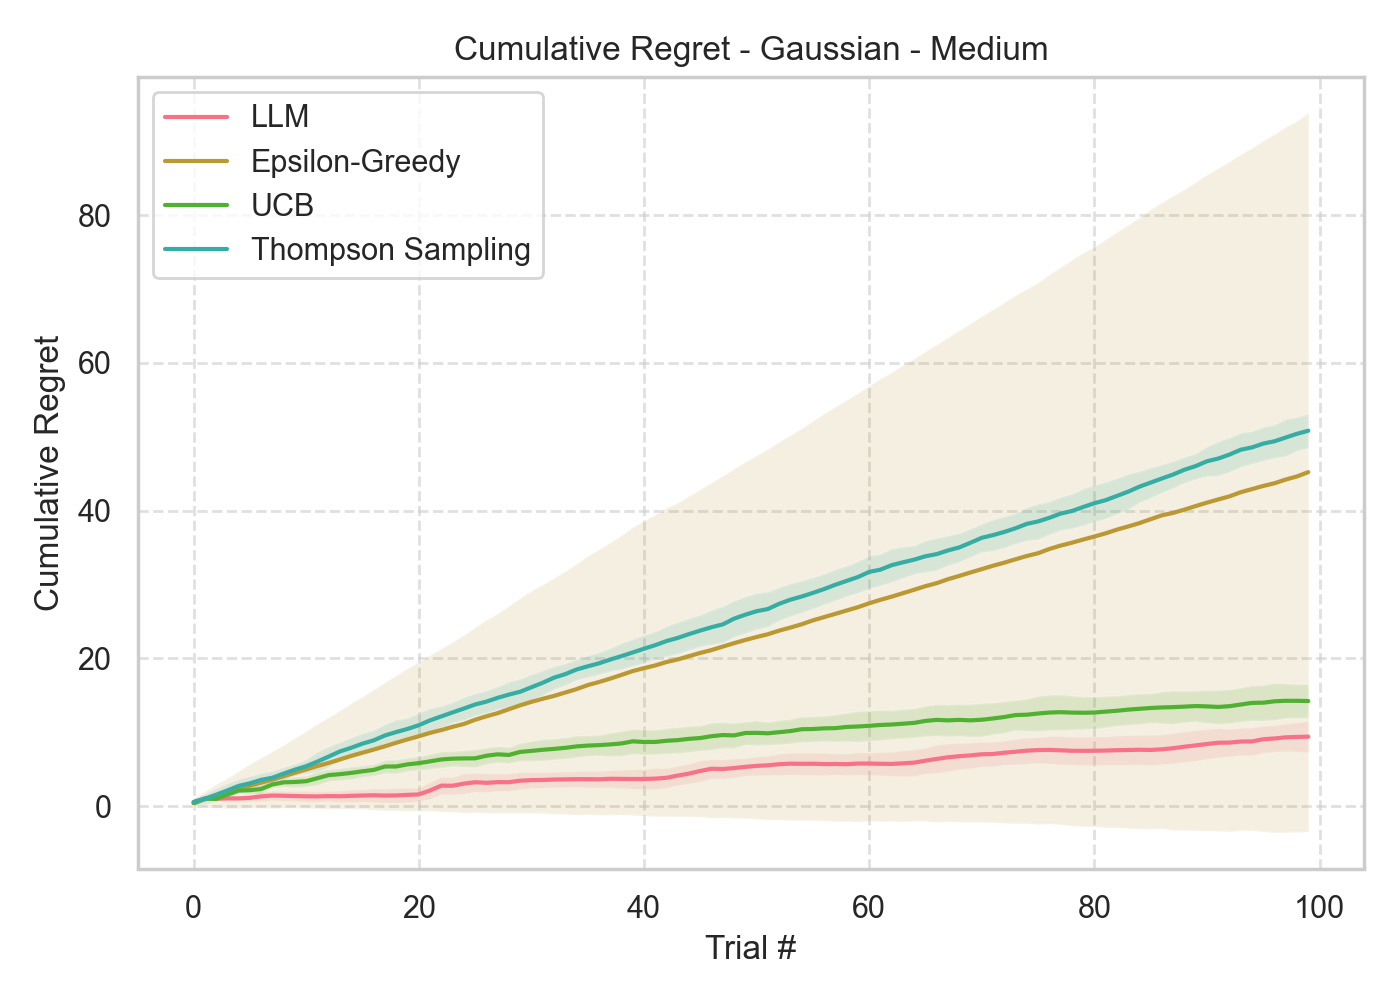 Cumulative Regret - Gaussian - Medium
LLM
Epsilon-Greedy
UCB
Thompson Sampling
Cumulative Regret
80
60
40
20
0
0 20 40 60 80 100
Trial #